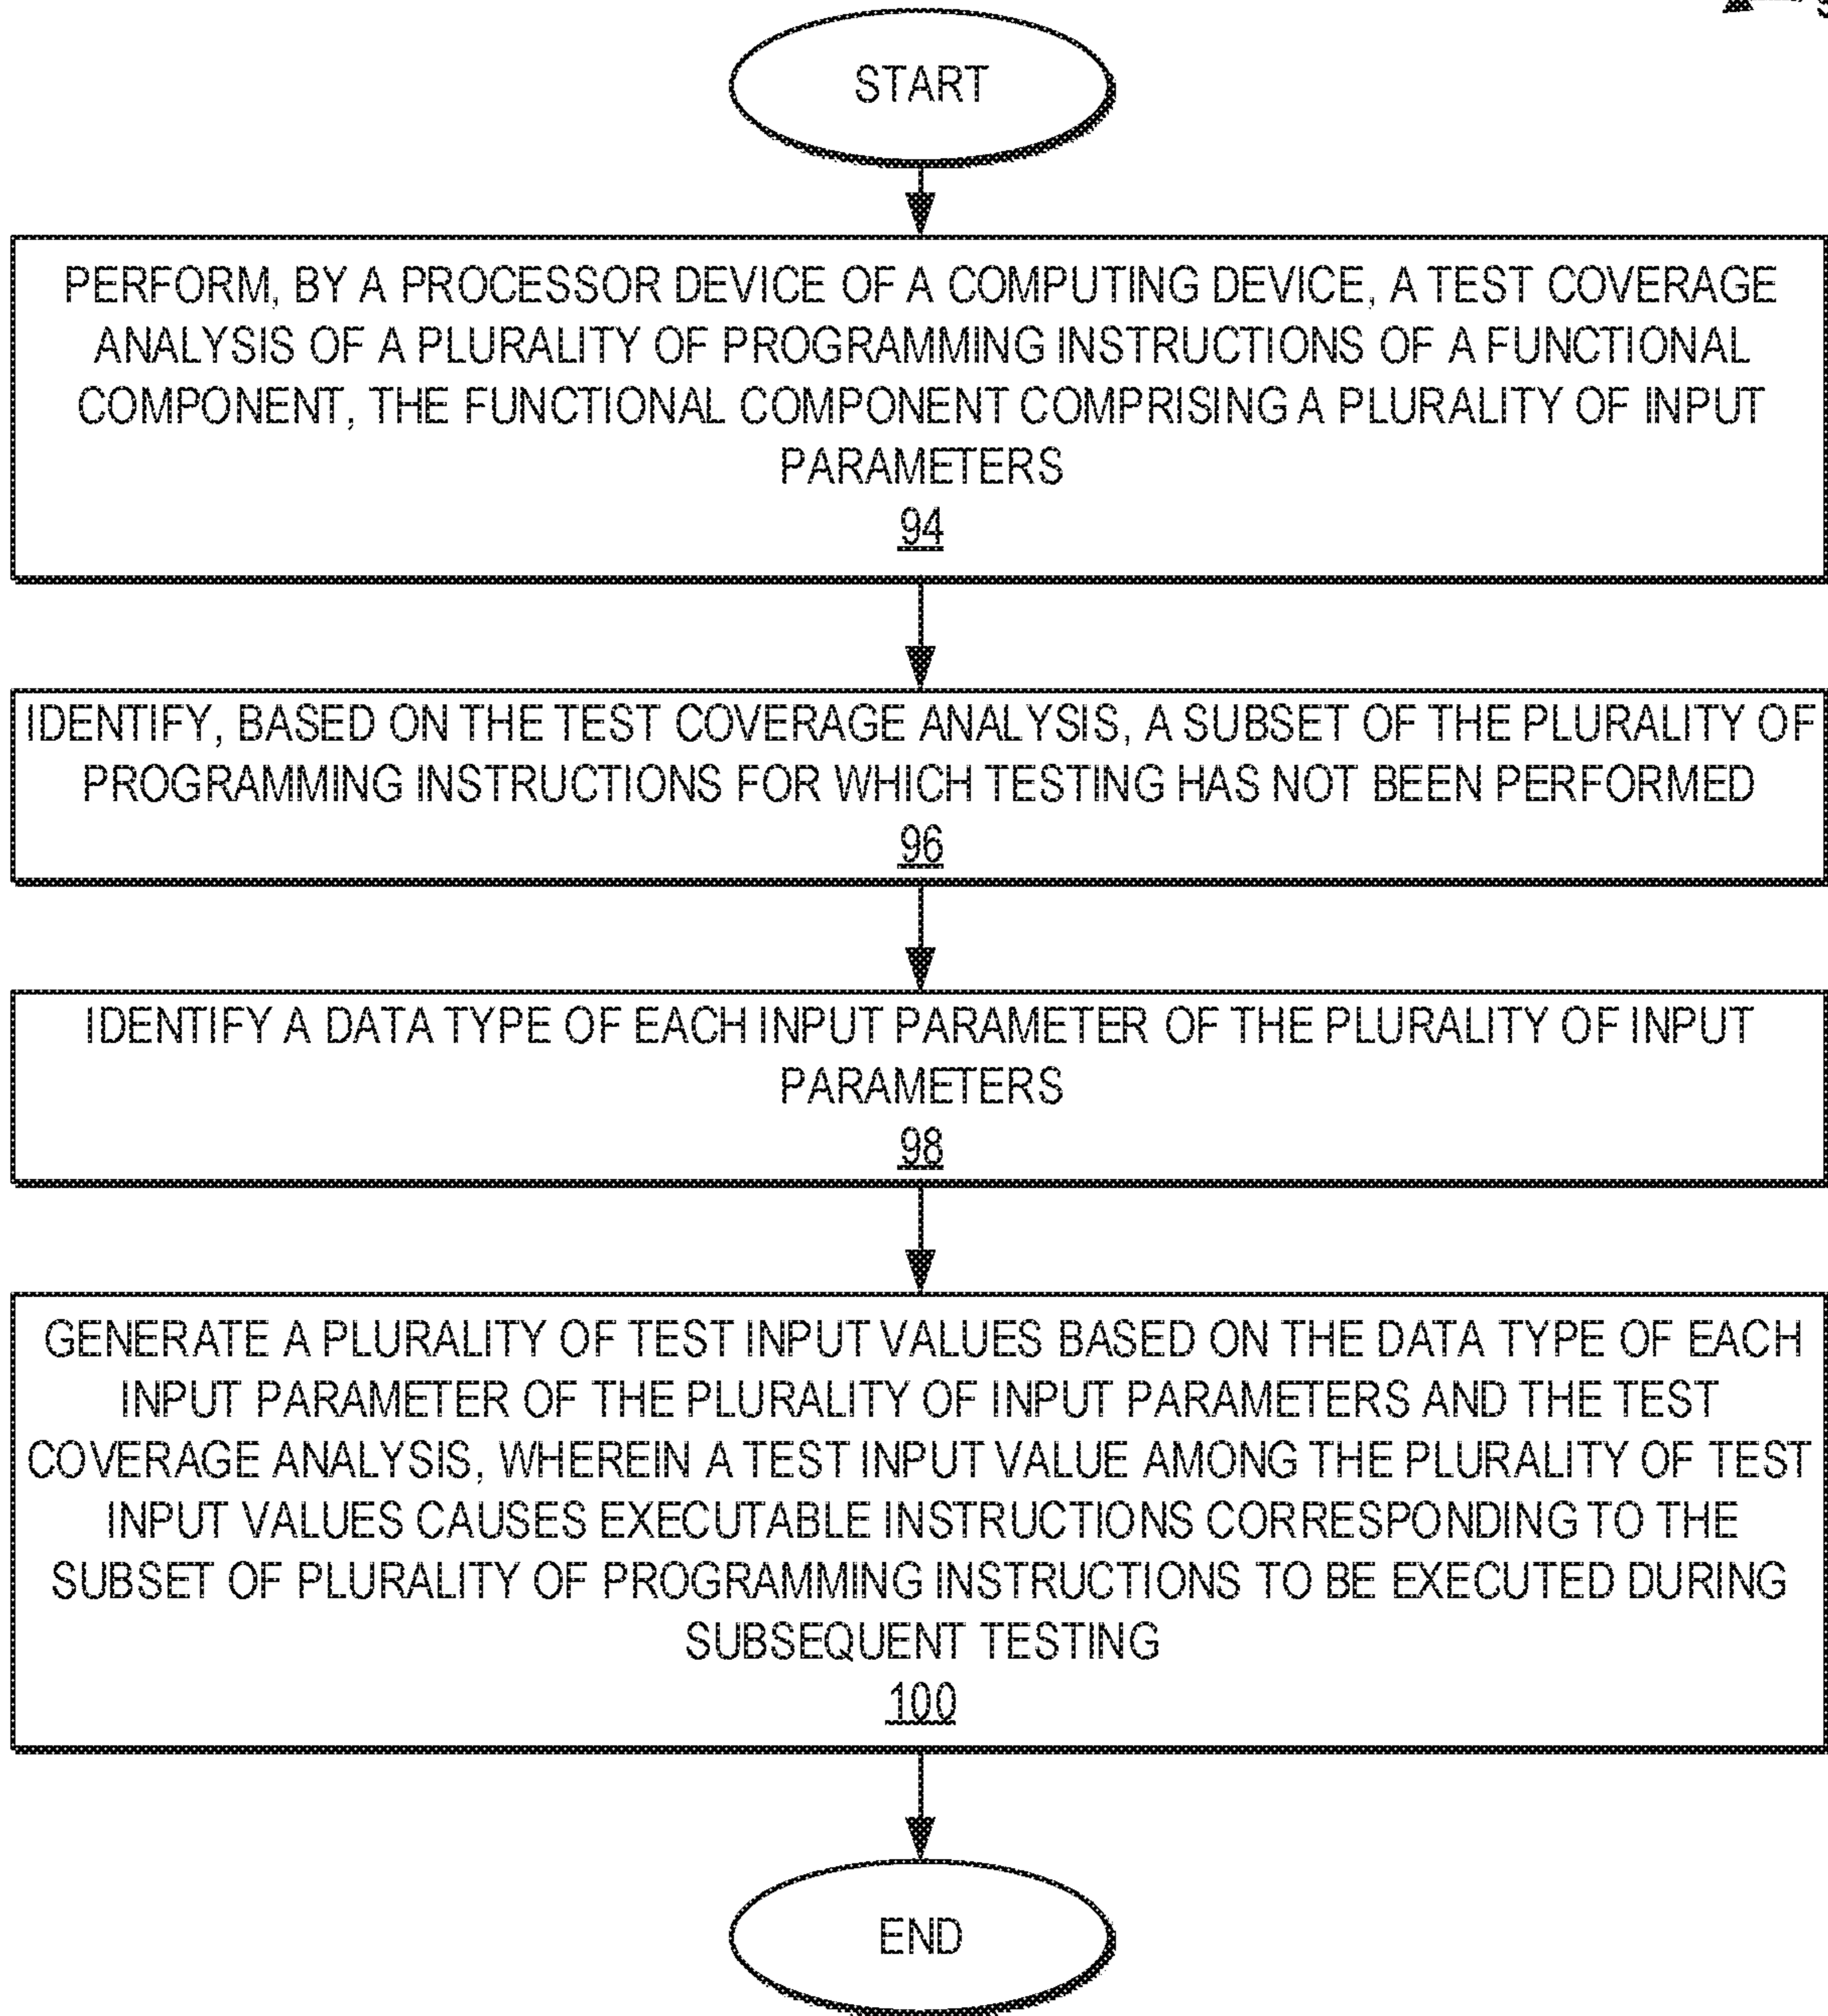 START
PERFORM, BY A PROCESSOR DEVICE OF A COMPUTING DEVICE, A TEST COVERAGE
ANALYSIS OF A PLURALITY OF PROGRAMMING INSTRUCTIONS OF A FUNCTIONAL
COMPONENT, THE FUNCTIONAL COMPONENT COMPRISING A PLURALITY OF INPUT
PARAMETERS
94
IDENTIFY, BASED ON THE TEST COVERAGE ANALYSIS, A SUBSET OF THE PLURALITY OF
PROGRAMMING INSTRUCTIONS FOR WHICH TESTING HAS NOT BEEN PERFORMED
96
IDENTIFY A DATA TYPE OF EACH INPUT PARAMETER OF THE PLURALITY OF INPUT
PARAMETERS
98
GENERATE A PLURALITY OF TEST INPUT VALUES BASED ON THE DATA TYPE OF EACH
INPUT PARAMETER OF THE PLURALITY OF INPUT PARAMETERS AND THE TEST
COVERAGE ANALYSIS, WHEREIN A TEST INPUT VALUE AMONG THE PLURALITY OF TEST
INPUT VALUES CAUSES EXECUTABLE INSTRUCTIONS CORRESPONDING TO THE
SUBSET OF PLURALITY OF PROGRAMMING INSTRUCTIONS TO BE EXECUTED DURING
SUBSEQUENT TESTING
100
END